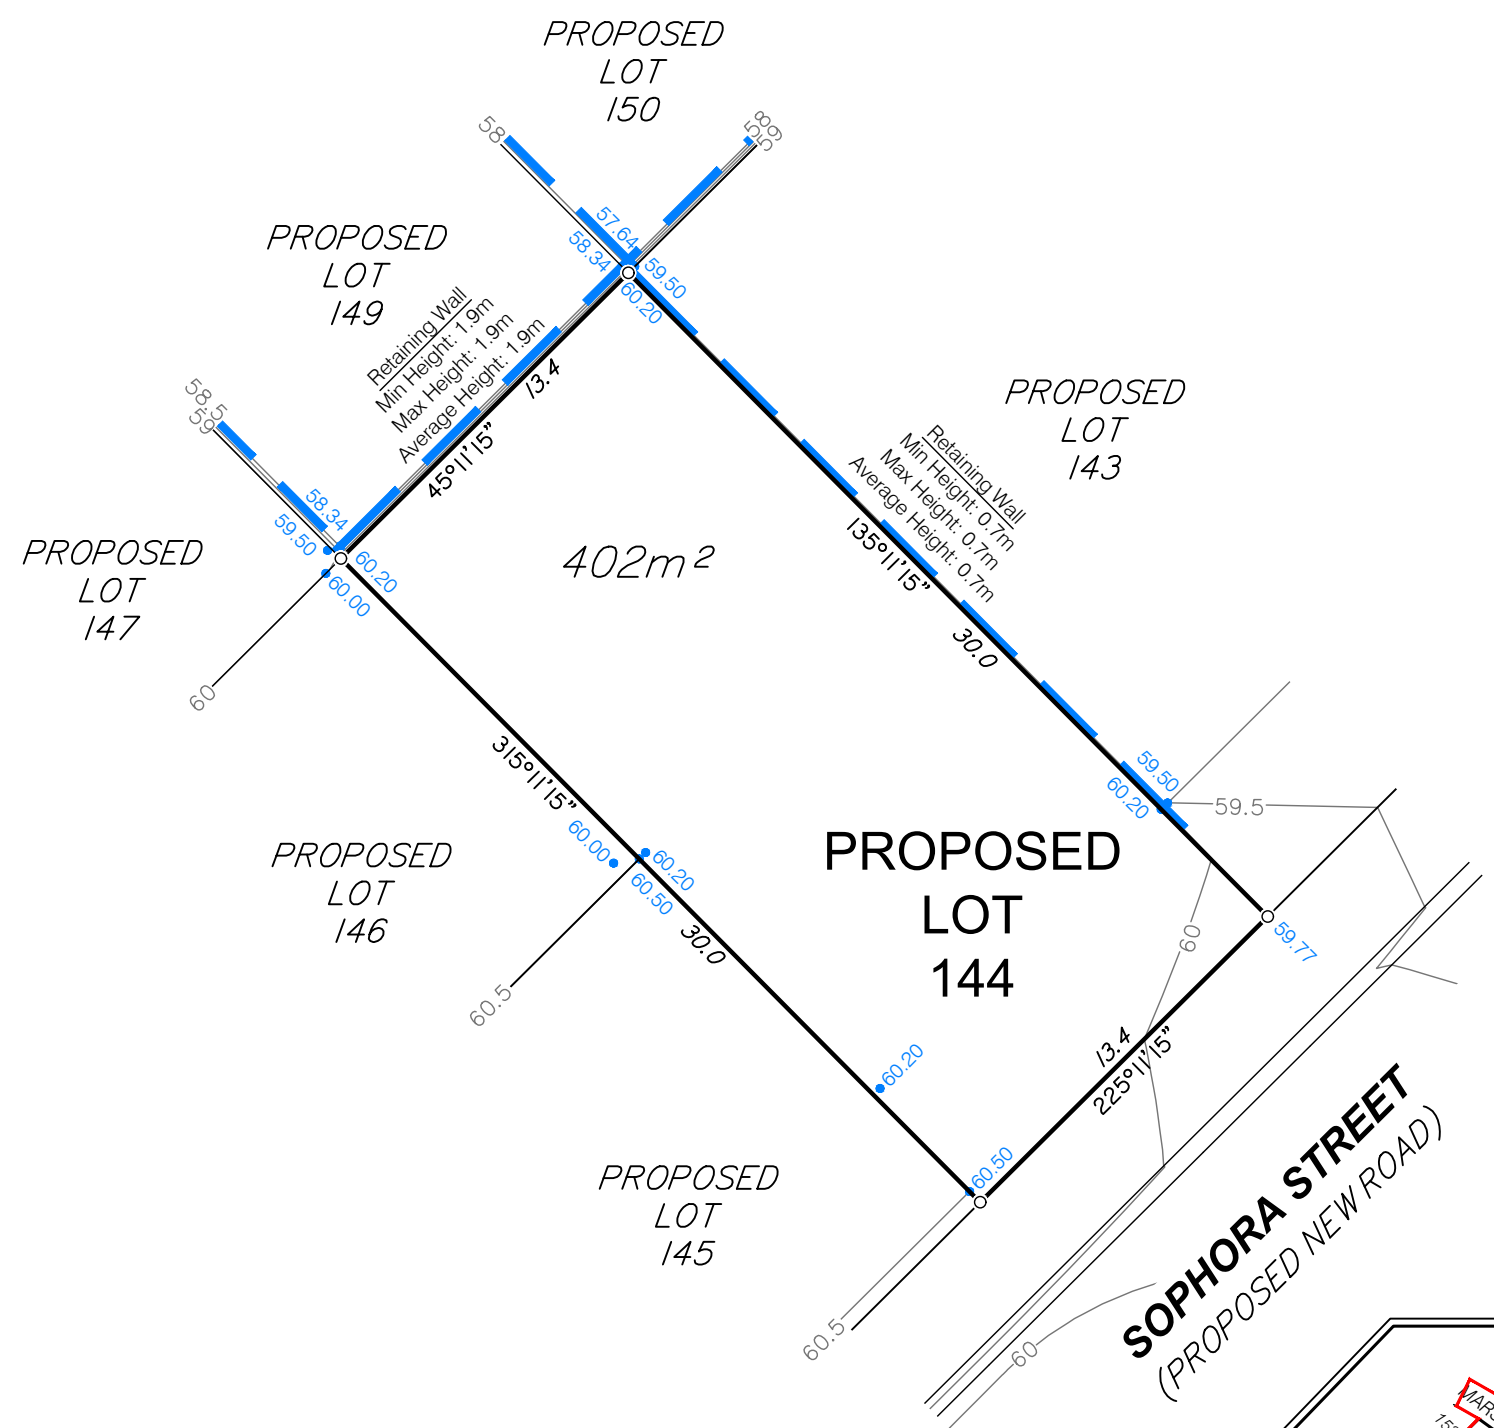 PROPOSED
LOT
150
58
58
59
57.64
58.34
59.50
60.20
PROPOSED
LOT
149
Retaining Wall
Min Height: 1.9m
Max Height: 1.9m
Average Height: 1.9m
13.4
45°11'15"
PROPOSED
LOT
143
Retaining Wall
Min Height: 0.7m
Max Height: 0.7m
Average Height: 0.7m
135°11'15"
30.0
58.5
59
58.34
59.50
60.20
60.00
PROPOSED
LOT
147
60
402m²
315°11'15"
60.00
60.20
60.50
30.0
59.50
60.20
59.5
PROPOSED
LOT
144
60
59.77
PROPOSED
LOT
146
60.5
60.20
13.4
225°11'15"
60.50
PROPOSED
LOT
145
60.5
60
SOPHORA STREET
(PROPOSED NEW ROAD)